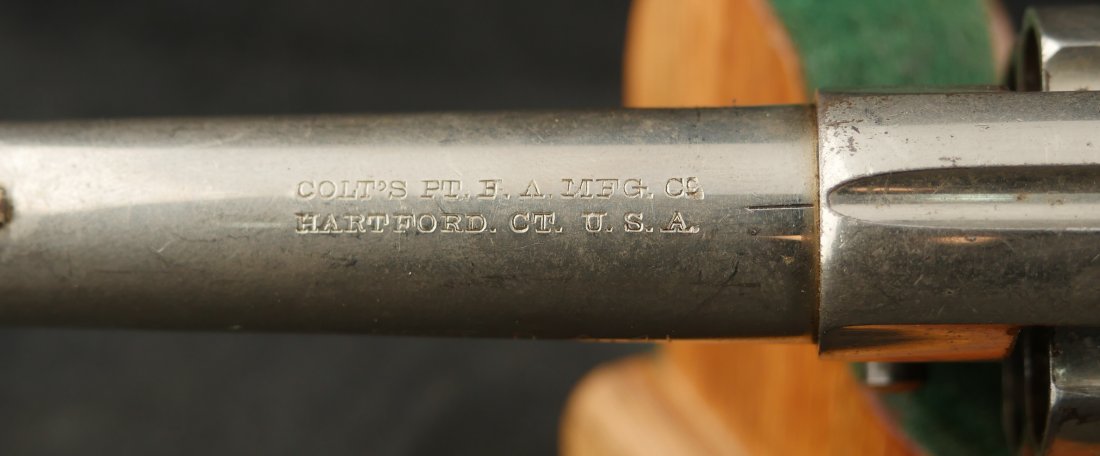 COLT'S PT. F. A. MFG. Co.
HARTFORD. CT. U. S. A.